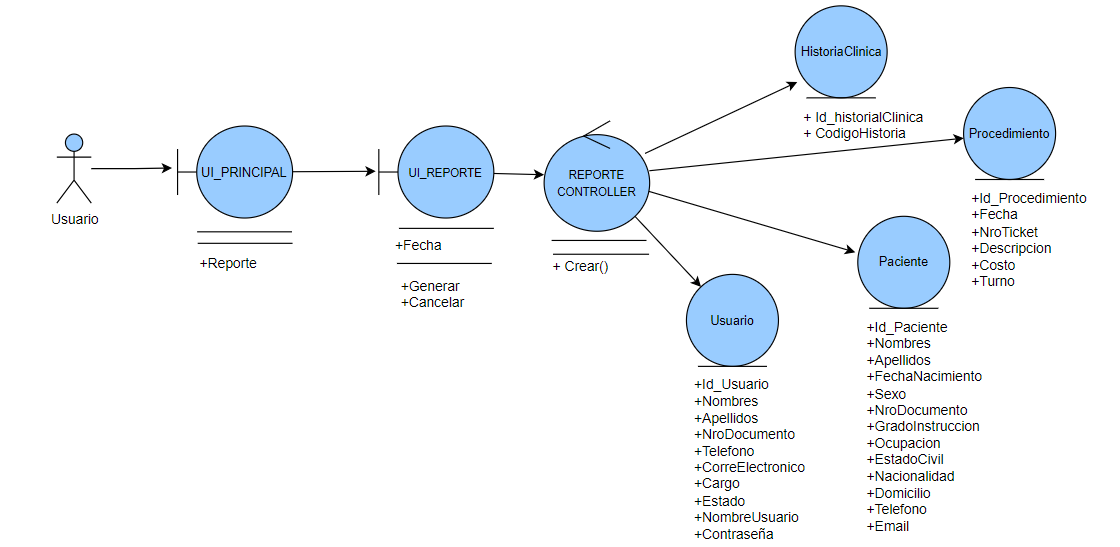 Usuario
UI_PRINCIPAL
+Reporte
UI_REPORTE
+Fecha
+Generar
+Cancelar
REPORTE
CONTROLLER
+ Crear()
HistoriaClinica
+ Id_historialClinica
+ CodigoHistoria
Procedimiento
+Id_Procedimiento
+Fecha
+NroTicket
+Descripcion
+Costo
+Turno
Paciente
+Id_Paciente
+Nombres
+Apellidos
+FechaNacimiento
+Sexo
+NroDocumento
+GradoInstruccion
+Ocupacion
+EstadoCivil
+Nacionalidad
+Domicilio
+Telefono
+Email
Usuario
+Id_Usuario
+Nombres
+Apellidos
+NroDocumento
+Telefono
+CorreElectronico
+Cargo
+Estado
+NombreUsuario
+Contraseña